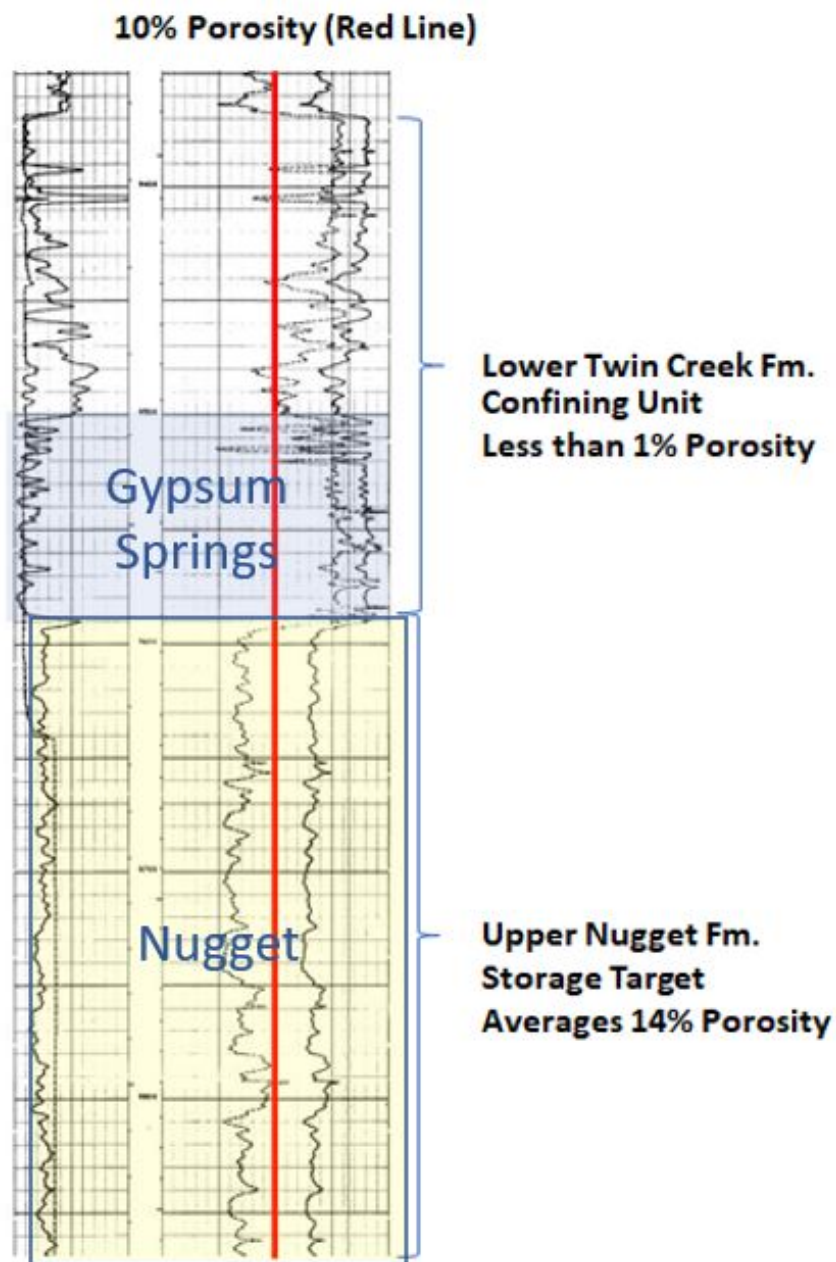 10% Porosity (Red Line)
Lower Twin Creek Fm.
Confining Unit
Less than 1% Porosity
Gypsum
Springs
Nugget
Upper Nugget Fm.
Storage Target
Averages 14% Porosity